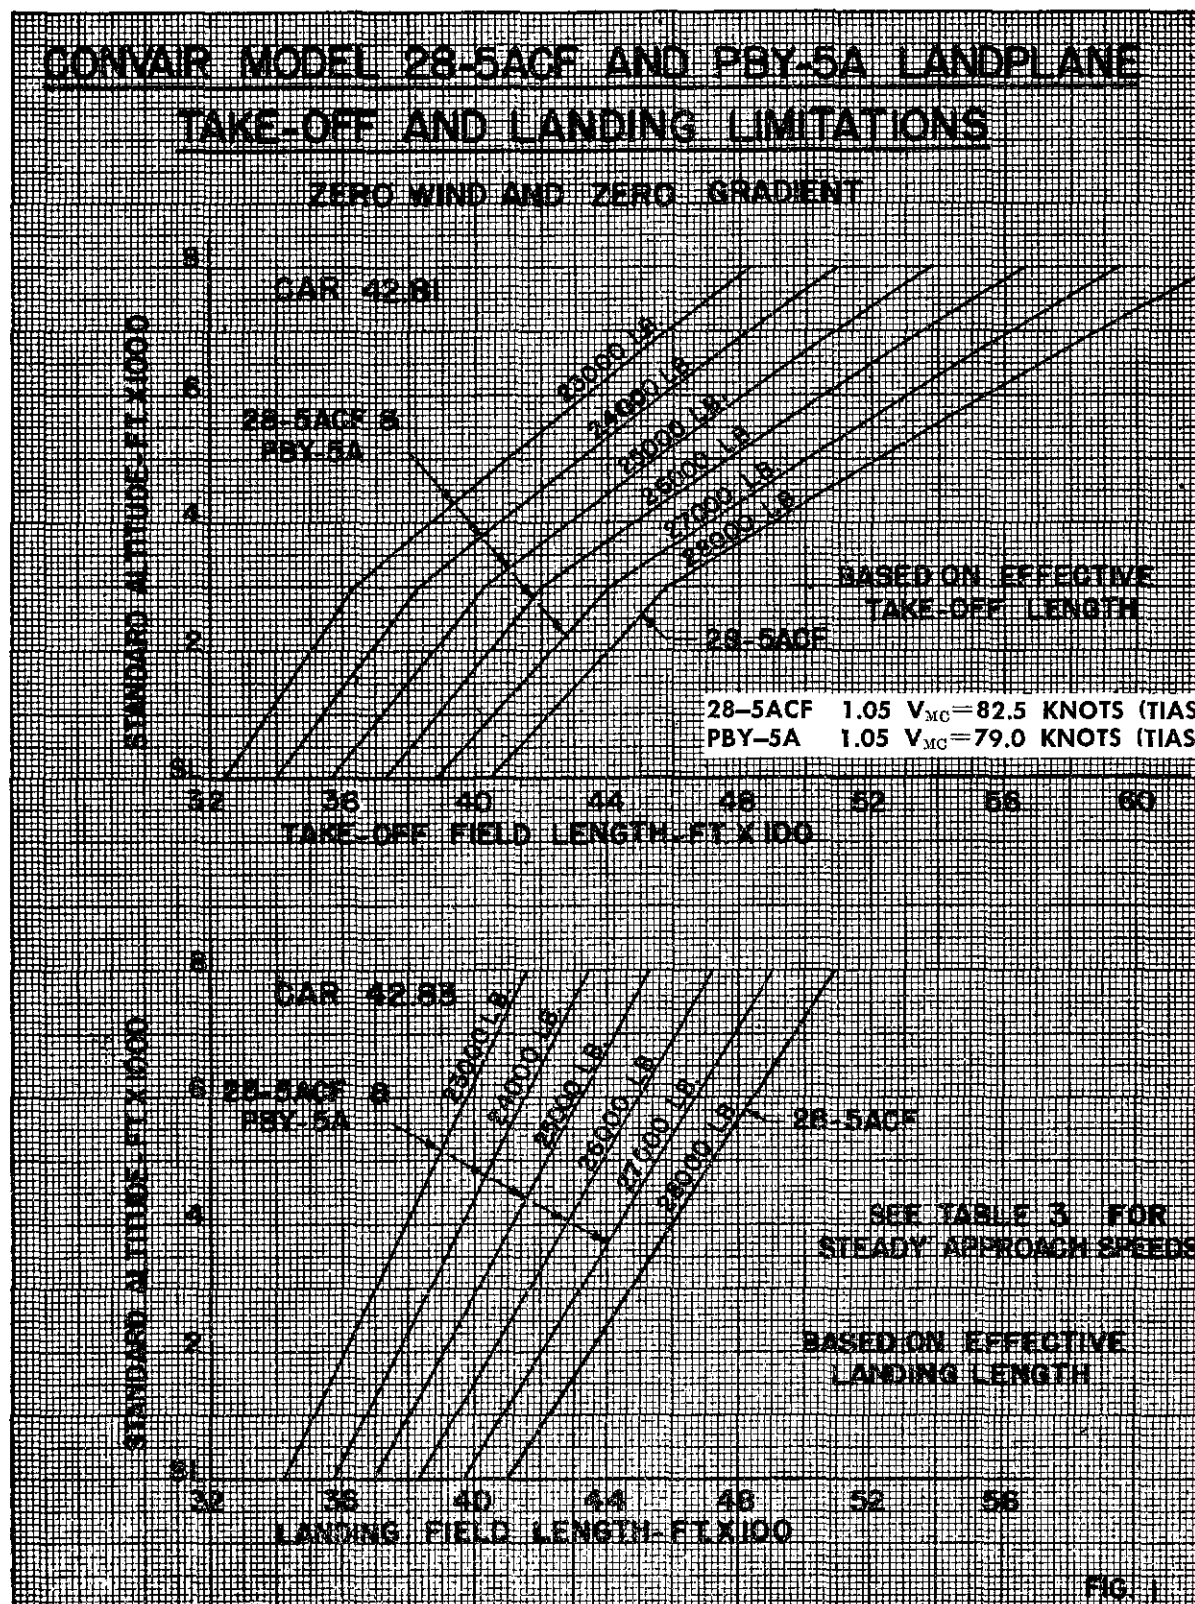 CONVAIR MODEL 28-5ACF AND PBY-5A LANDPLANE
TAKE-OFF AND LANDING LIMITATIONS
ZERO WIND AND ZERO GRADIENT
8
CAR 42.81
STANDARD ALTITUDE-FT.X1000
6
28-5ACF &
PBY-5A
4
2
SL
23000 LB.
24000 LB.
25000 LB.
26000 LB.
27000 LB.
28000 LB.
BASED ON EFFECTIVE
TAKE-OFF LENGTH
28-5ACF
28–5ACF 1.05 VMC=82.5 KNOTS (TIAS
PBY–5A 1.05 VMC=79.0 KNOTS (TIAS
32 36 40 44 48 52 56 60
TAKE-OFF FIELD LENGTH-FT.X100
8
CAR 42.83
STANDARD ALTITUDE-FT.X1000
6
28-5ACF &
PBY-5A
4
2
SL
23000 LB.
24000 LB.
25000 LB.
26000 LB.
27000 LB.
28000 LB.
28-5ACF
SEE TABLE 3 FOR
STEADY APPROACH SPEEDS
BASED ON EFFECTIVE
LANDING LENGTH
32 36 40 44 48 52 56
LANDING FIELD LENGTH-FT.X100
FIG. 1